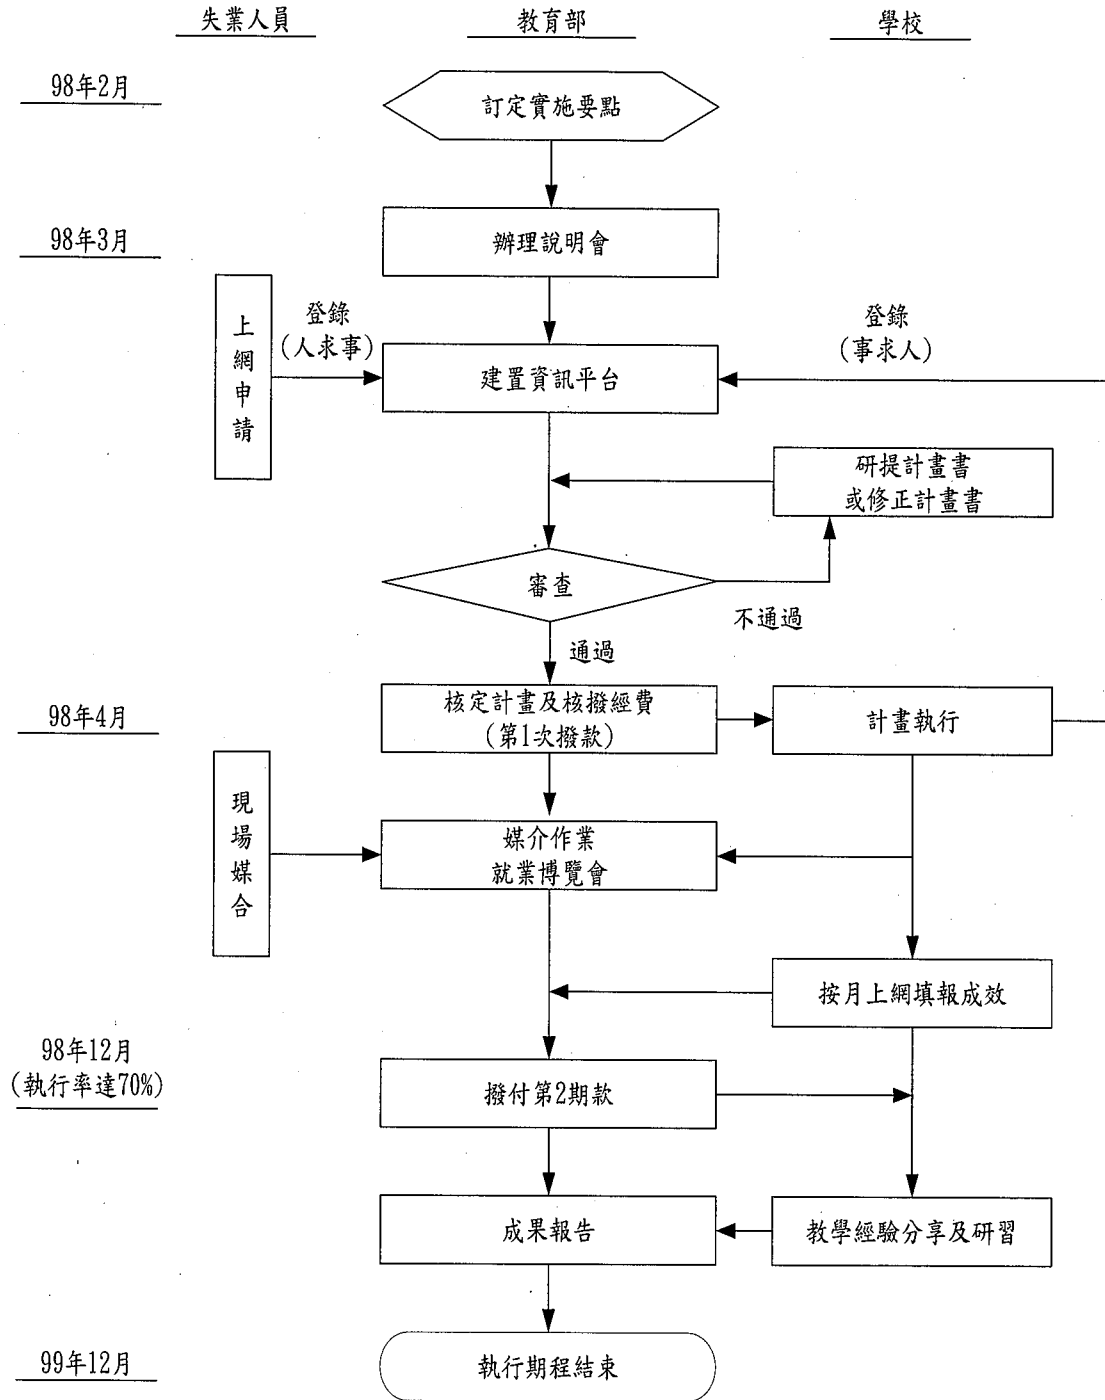 失業人員
教育部
學校
98年2月
訂定實施要點
98年3月
辦理說明會
上網申請
登錄
(人求事)
登錄
(事求人)
建置資訊平台
研提計畫書
或修正計畫書
審查
不通過
通過
98年4月
核定計畫及核撥經費
(第1次撥款)
計畫執行
現場媒合
媒介作業
就業博覽會
按月上網填報成效
98年12月
(執行率達70%)
撥付第2期款
成果報告
教學經驗分享及研習
99年12月
執行期程結束